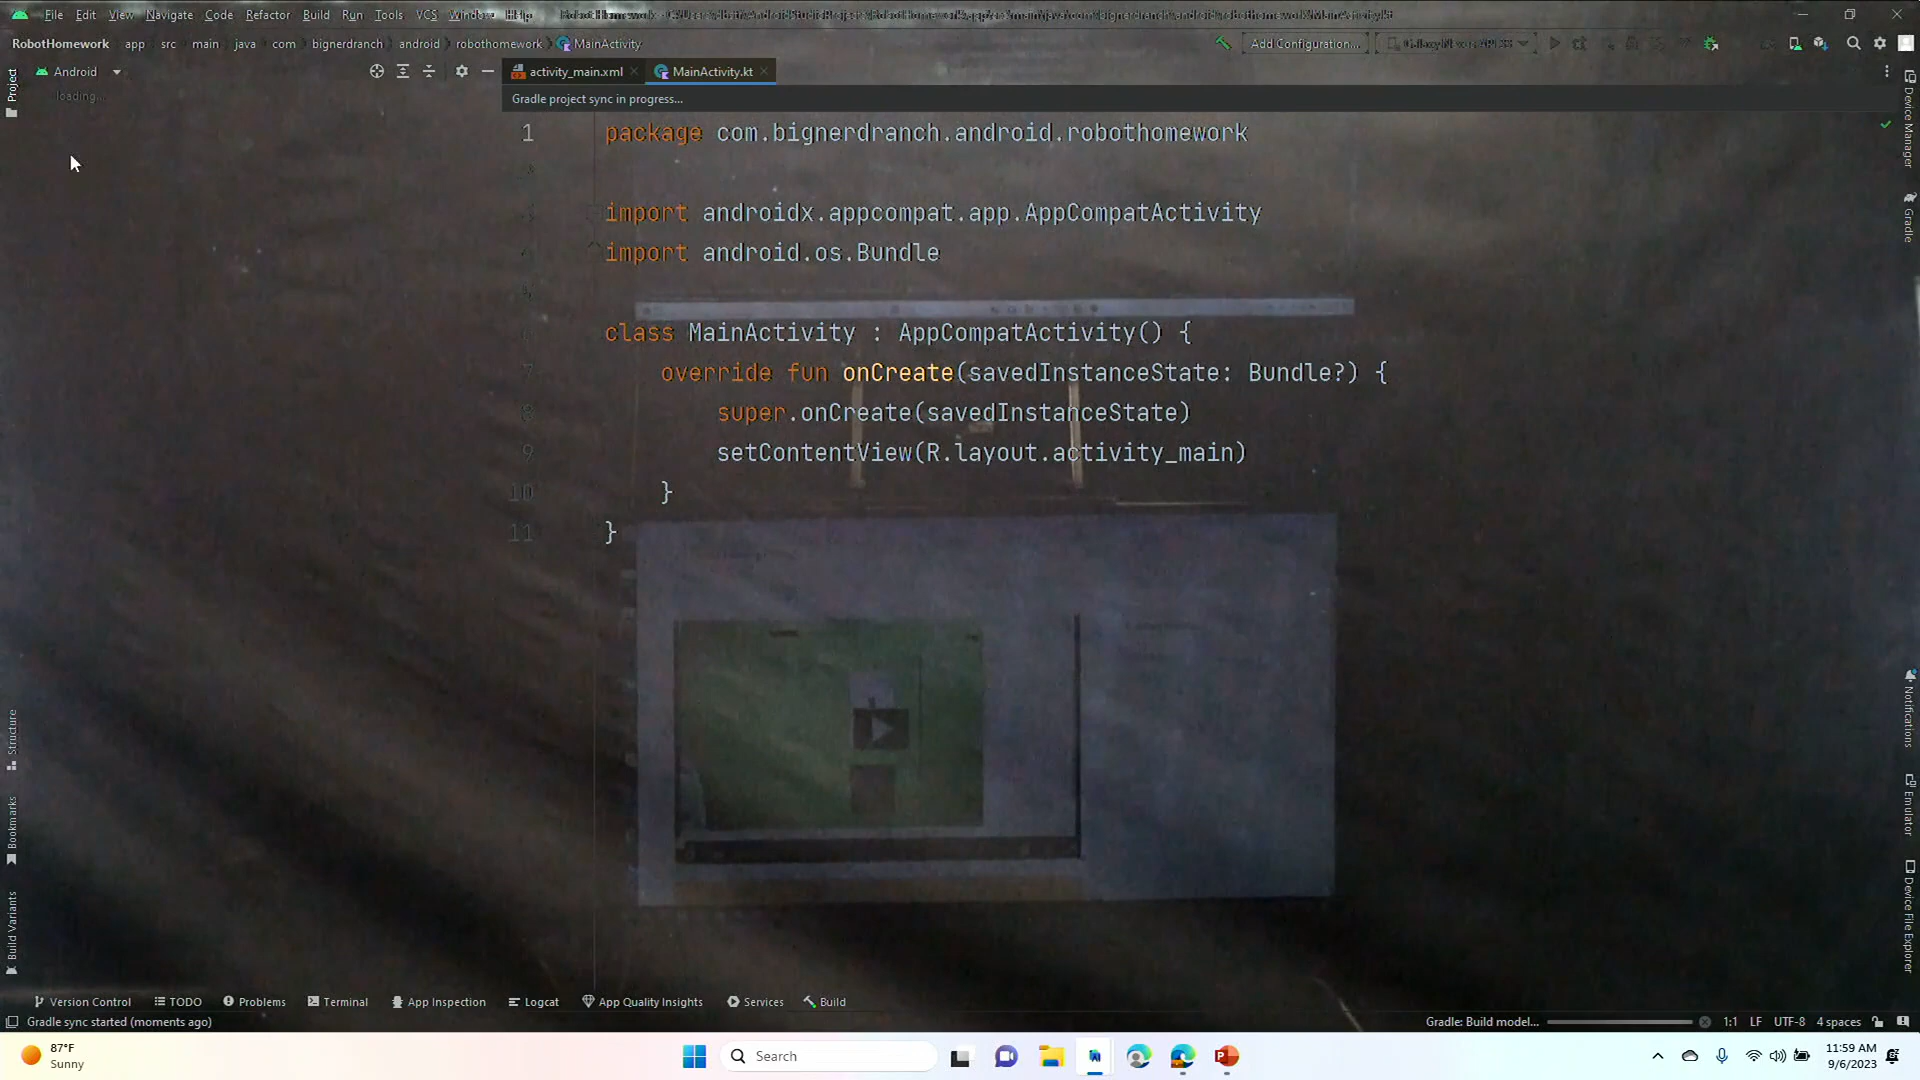 File Edit View Navigate Code Refactor Build Run Tools VCS Window Help
RobotHomework app src main java com bignerdranch android robothomework MainActivity
Add Configuration...
Android
loading...
activity_main.xml MainActivity.kt
Gradle project sync in progress...
1 package com.bignerdranch.android.robothomework
import androidx.appcompat.app.AppCompatActivity
import android.os.Bundle
class MainActivity : AppCompatActivity() {
7 override fun onCreate(savedInstanceState: Bundle?) {
8 super.onCreate(savedInstanceState)
9 setContentView(R.layout.activity_main)
10 }
11 }
Project
Structure
Bookmarks
Build Variants
Device Manager
Gradle
Notifications
Emulator
Device File Explorer
Version Control TODO Problems Terminal App Inspection Logcat App Quality Insights Services Build
Gradle sync started (moments ago)
Gradle: Build model... 1:1 LF UTF-8 4 spaces
87°F
Sunny
Search
11:59 AM
9/6/2023